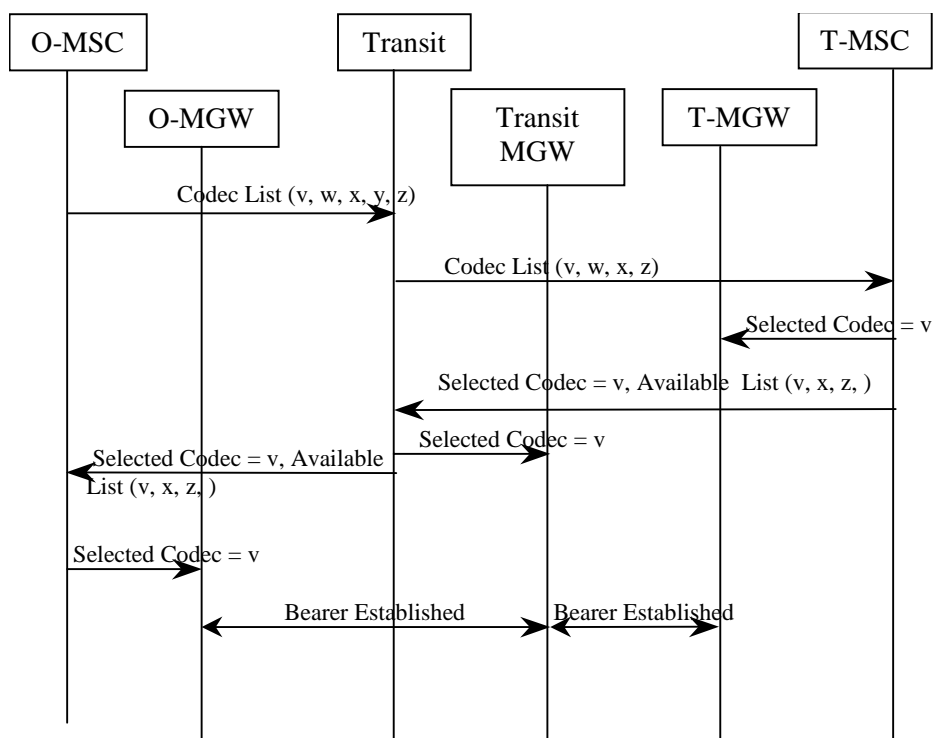 O-MSC
Transit
T-MSC
O-MGW
Transit
MGW
T-MGW
Codec List (v, w, x, y, z)
Codec List (v, w, x, z)
Selected Codec = v
Selected Codec = v, Available List (v, x, z, )
Selected Codec = v
Selected Codec = v, Available
List (v, x, z, )
Selected Codec = v
Bearer Established
Bearer Established